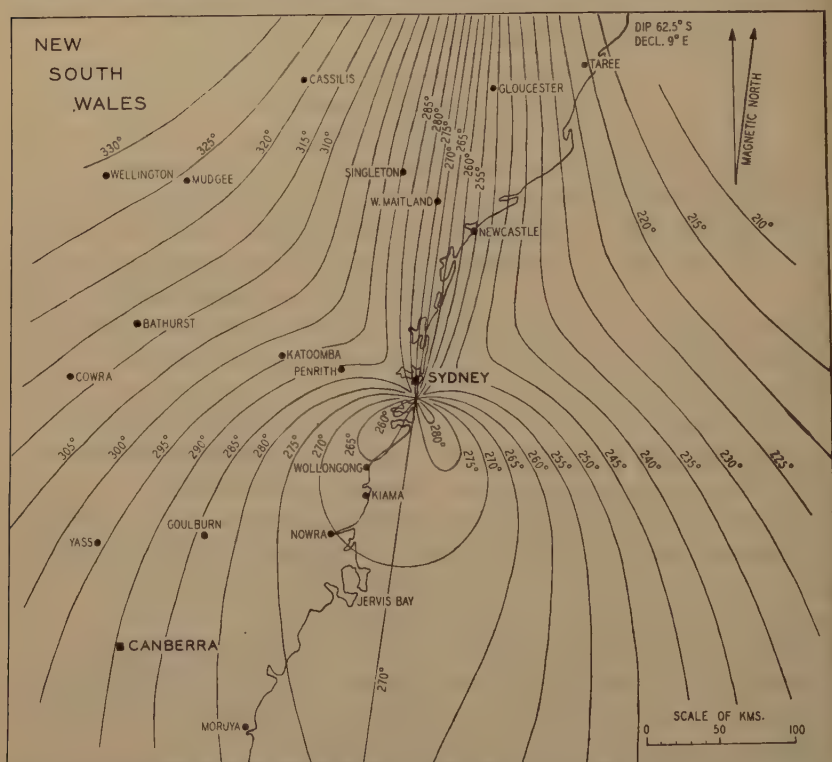 NEW
SOUTH
WALES
DIP 62.5° S
DECL. 9° E
MAGNETIC NORTH
TAREE
CASSILIS
GLOUCESTER
330°
325°
320°
315°
310°
285°
280°
275°
270°
265°
260°
255°
WELLINGTON
MUDGEE
SINGLETON
W. MAITLAND
NEWCASTLE
220°
215°
210°
BATHURST
KATOOMBA
PENRITH
COWRA
SYDNEY
305°
300°
295°
290°
285°
280°
275°
270°
265°
260°
280°
275°
270°
265°
260°
255°
250°
245°
240°
235°
230°
225°
WOLLONGONG
KIAMA
GOULBURN
YASS
NOWRA
JERVIS BAY
CANBERRA
270°
MORUYA
SCALE OF KMS.
0 50 100